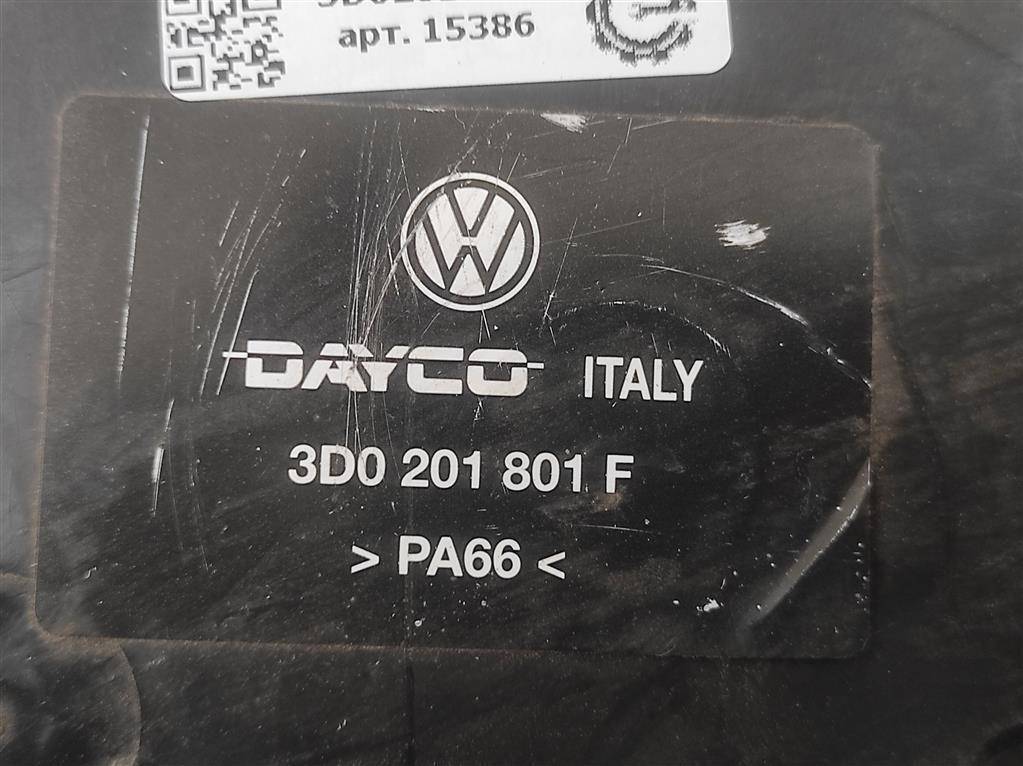 арт. 15386
DAYCO ITALY
3D0 201 801 F
> PA66 <